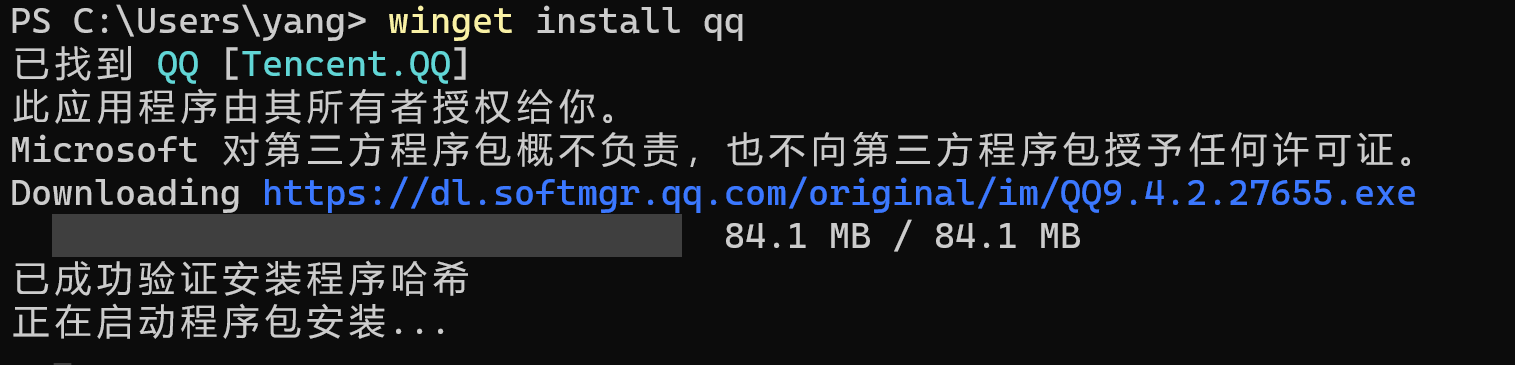 PS C:\Users\yang> winget install qq
已找到 QQ [Tencent.QQ]
此应用程序由其所有者授权给你。
Microsoft 对第三方程序包概不负责，也不向第三方程序包授予任何许可证。
Downloading https://dl.softmgr.qq.com/original/im/QQ9.4.2.27655.exe
84.1 MB / 84.1 MB
已成功验证安装程序哈希
正在启动程序包安装...